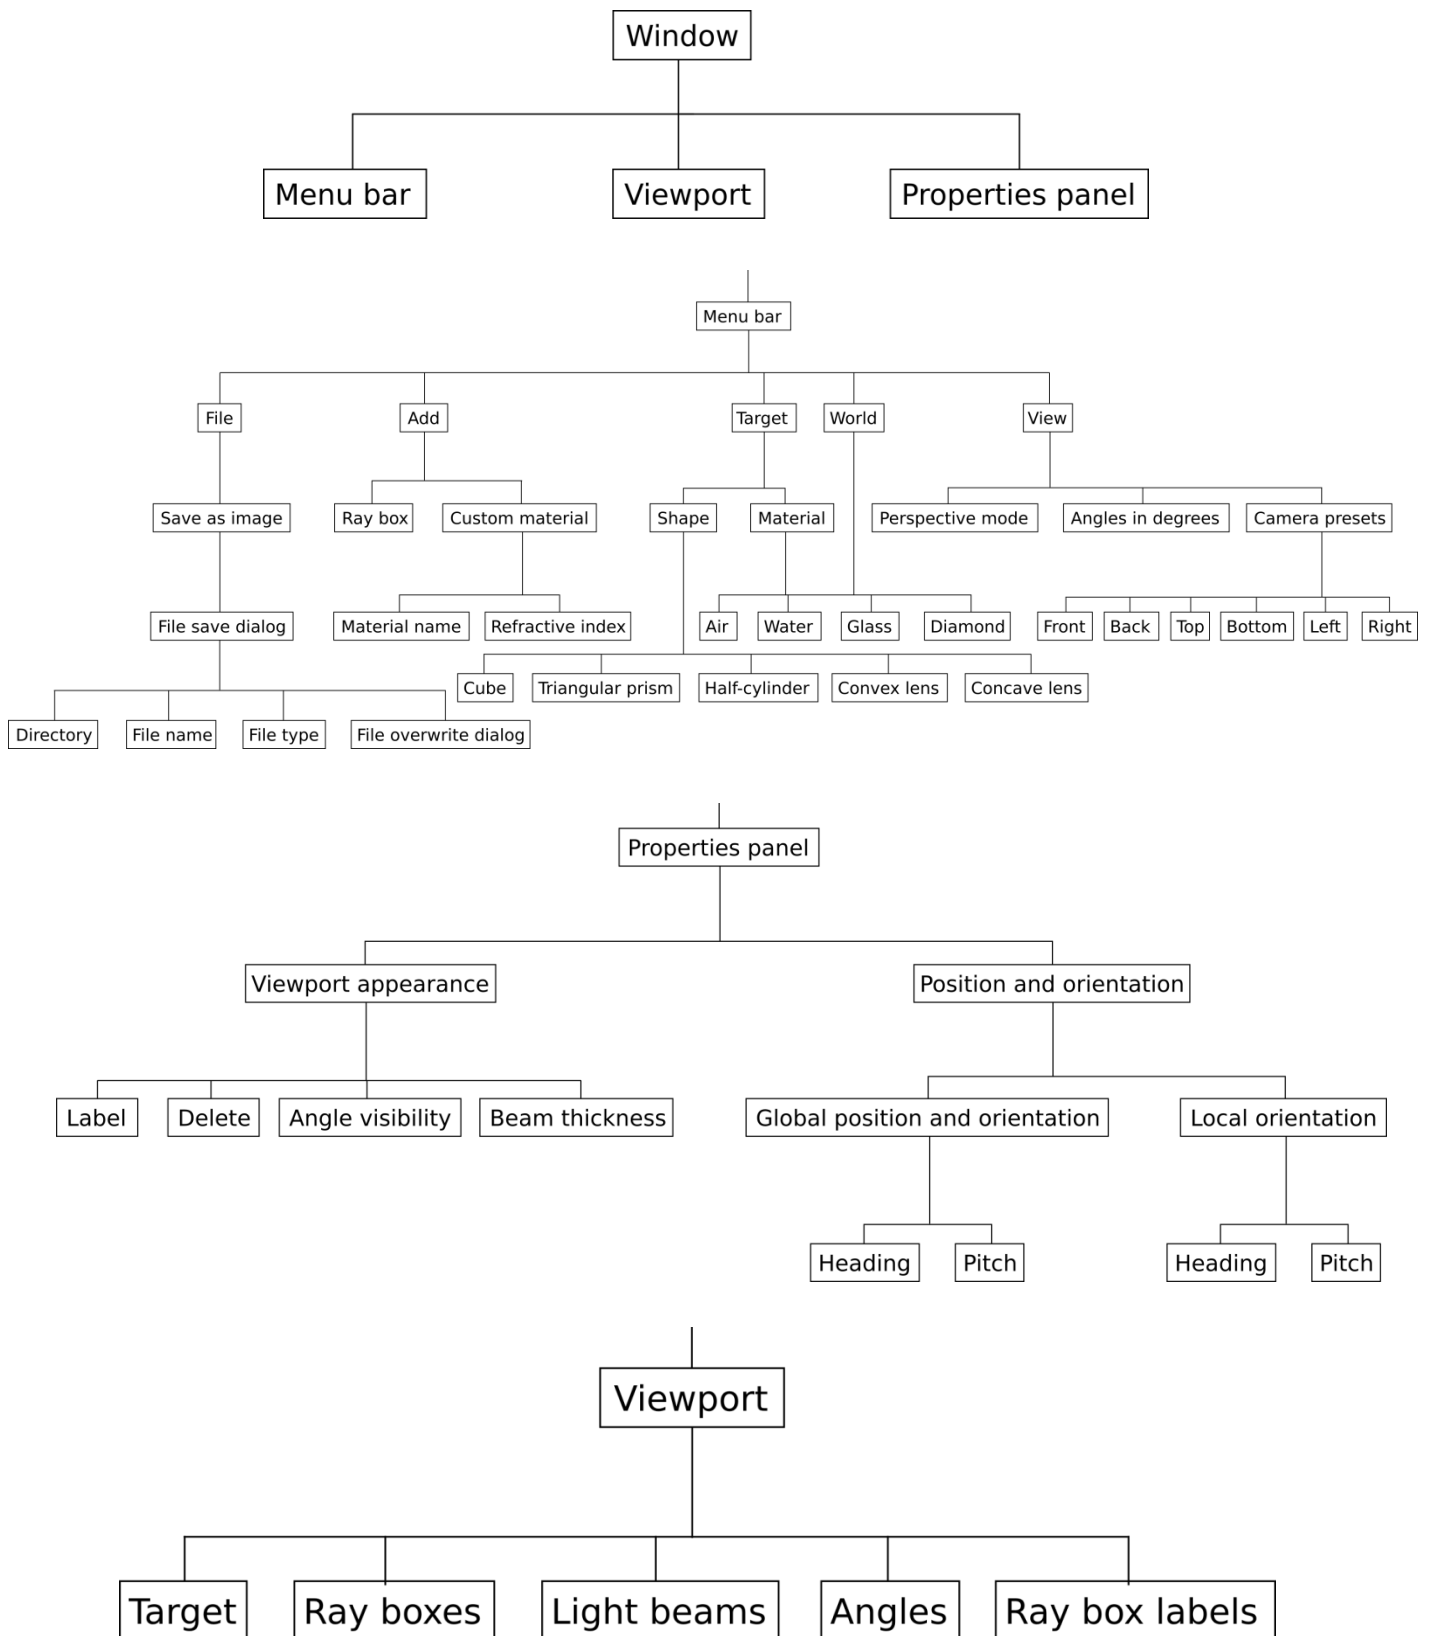 Window
Menu bar
Viewport
Properties panel
Menu bar
File
Add
Target
World
View
Save as image
Ray box
Custom material
Shape
Material
Perspective mode
Angles in degrees
Camera presets
File save dialog
Material name
Refractive index
Air
Water
Glass
Diamond
Front
Back
Top
Bottom
Left
Right
Cube
Triangular prism
Half-cylinder
Convex lens
Concave lens
Directory
File name
File type
File overwrite dialog
Properties panel
Viewport appearance
Position and orientation
Label
Delete
Angle visibility
Beam thickness
Global position and orientation
Local orientation
Heading
Pitch
Heading
Pitch
Viewport
Target
Ray boxes
Light beams
Angles
Ray box labels